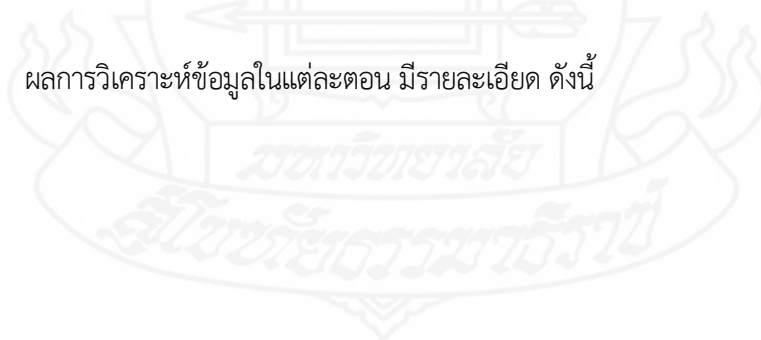 ผลการวิเคราะห์ข้อมูลในแต่ละตอน มีรายละเอียด ดังนี้
มหาวิทยาลัย
สุโขทัยธรรมาธิราช